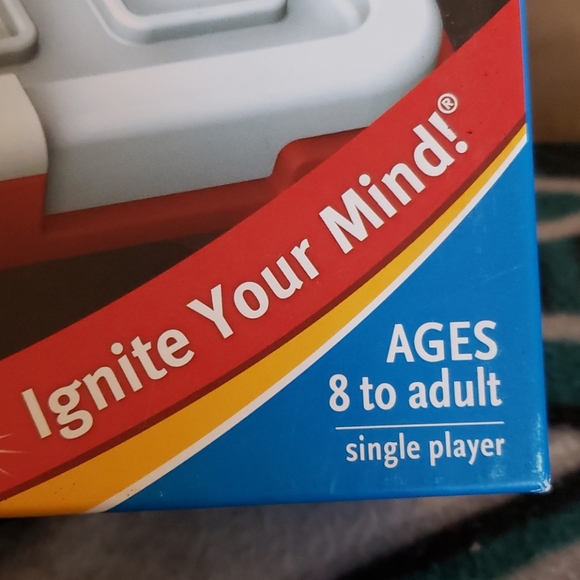 Ignite Your Mind!®
AGES
8 to adult
single player